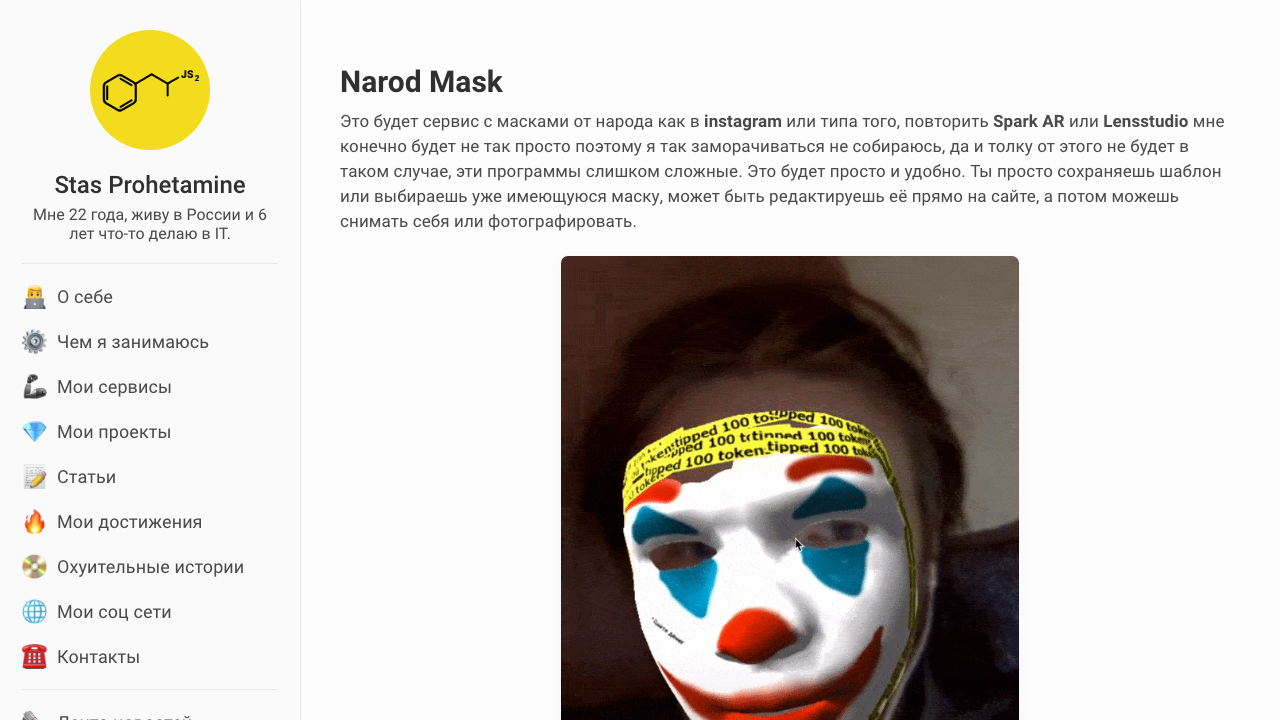 JS2
Stas Prohetamine
Мне 22 года, живу в России и 6
лет что-то делаю в IT.
О себе
Чем я занимаюсь
Мои сервисы
Мои проекты
Статьи
Мои достижения
Охуительные истории
Мои соц сети
Контакты
Narod Mask
Это будет сервис с масками от народа как в instagram или типа того, повторить Spark AR или Lensstudio мне
конечно будет не так просто поэтому я так заморачиваться не собираюсь, да и толку от этого не будет в
таком случае, эти программы слишком сложные. Это будет просто и удобно. Ты просто сохраняешь шаблон
или выбираешь уже имеющуюся маску, может быть редактируешь её прямо на сайте, а потом можешь
снимать себя или фотографировать.
tipped 100 tok
tipped 100 token
tipped 100 token
tipped 100 token
tipped 100 tok